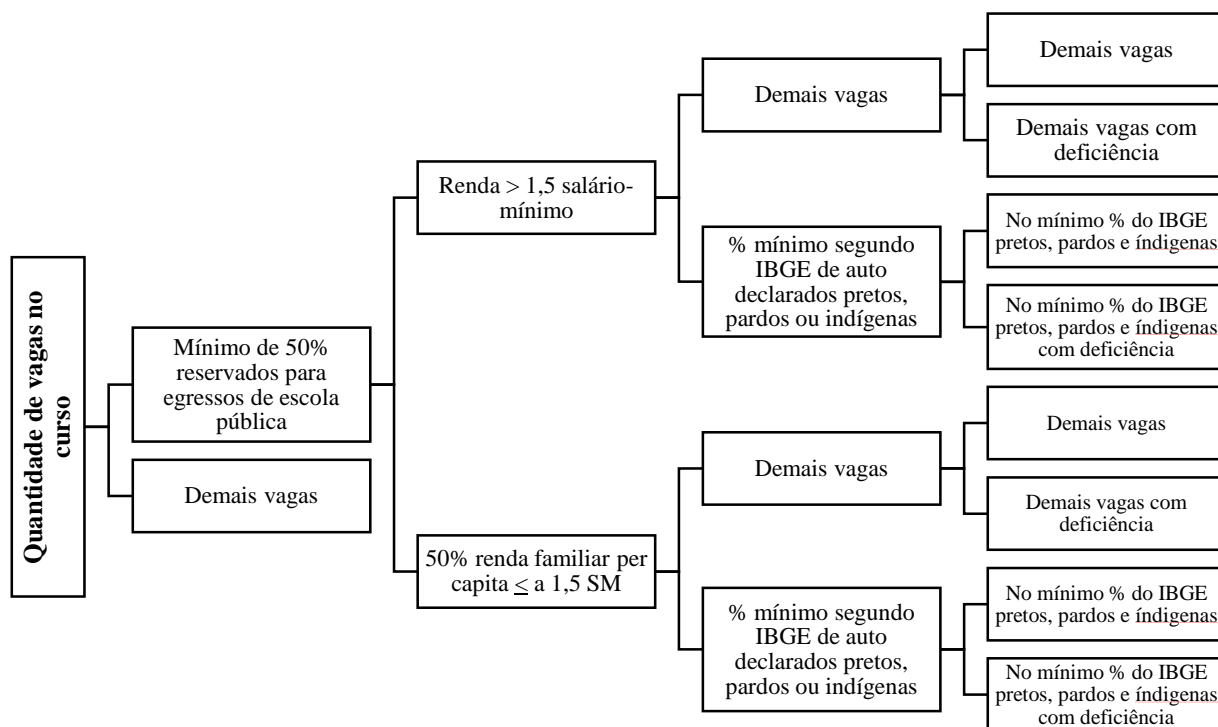 Quantidade de vagas no
curso
Mínimo de 50%
reservados para
egressos de escola
pública
Demais vagas
Renda > 1,5 salário-
mínimo
50% renda familiar per
capita < a 1,5 SM
Demais vagas
% mínimo segundo
IBGE de auto
declarados pretos,
pardos ou indígenas
Demais vagas
% mínimo segundo
IBGE de auto
declarados pretos,
pardos ou indígenas
Demais vagas
Demais vagas com
deficiência
No mínimo % do IBGE
pretos, pardos e índigenas
No mínimo % do IBGE
pretos, pardos e índigenas
com deficiência
Demais vagas
Demais vagas com
deficiência
No mínimo % do IBGE
pretos, pardos e índigenas
No mínimo % do IBGE
pretos, pardos e índigenas
com deficiência